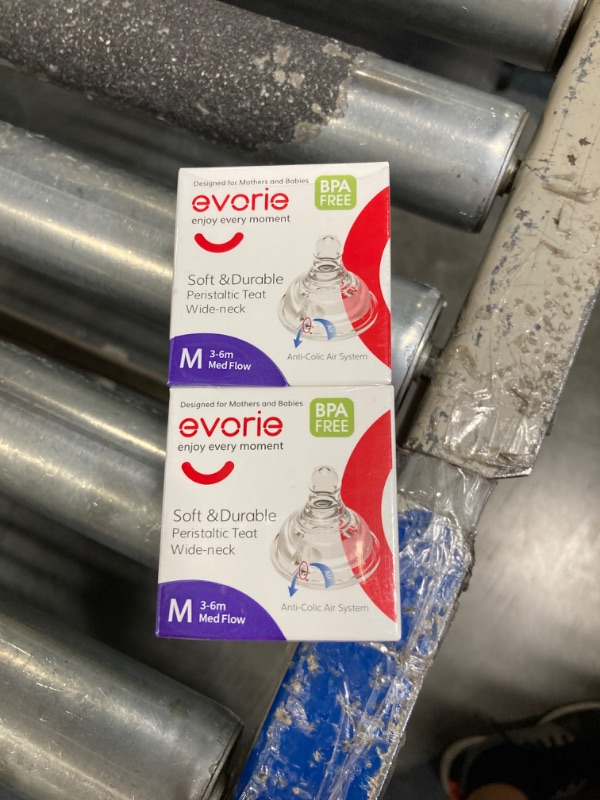 Designed for Mothers and Babies
evorie
enjoy every moment
BPA
FREE
Soft &Durable
Peristaltic Teat
Wide-neck
Anti-Colic Air System
M
3-6m
Med Flow
Designed for Mothers and Babies
evorie
enjoy every moment
BPA
FREE
Soft &Durable
Peristaltic Teat
Wide-neck
Anti-Colic Air System
M
3-6m
Med Flow